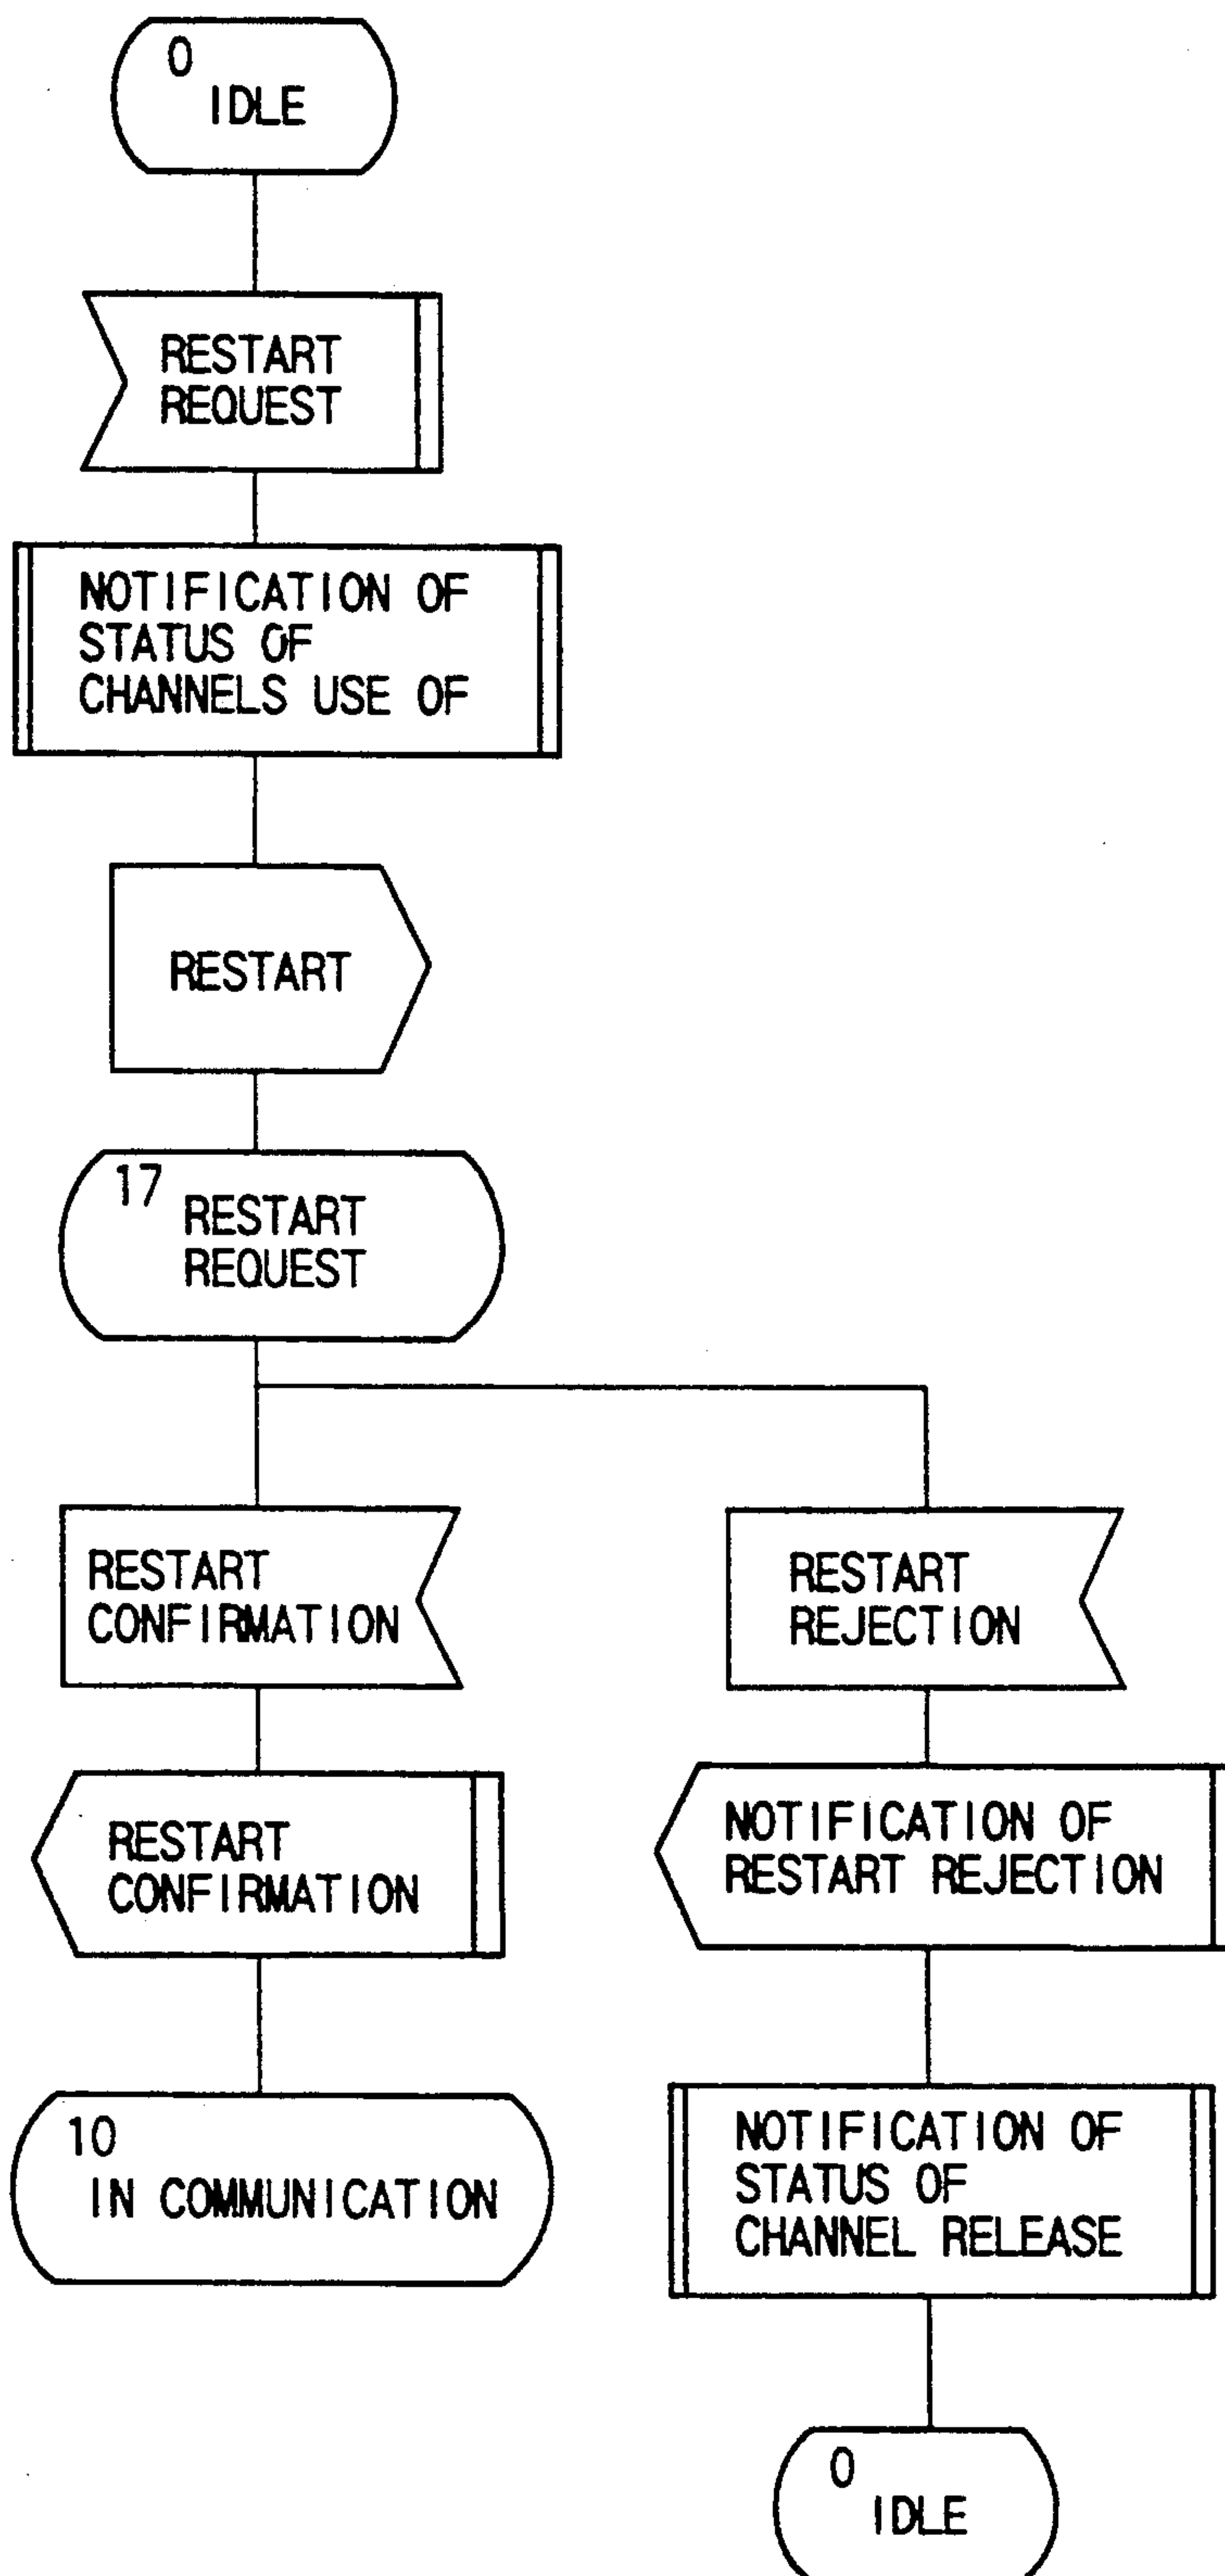 0
IDLE
RESTART
REQUEST
NOTIFICATION OF
STATUS OF
CHANNELS USE OF
RESTART
17
RESTART
REQUEST
RESTART
CONFIRMATION
RESTART
CONFIRMATION
10
IN COMMUNICATION
RESTART
REJECTION
NOTIFICATION OF
RESTART REJECTION
NOTIFICATION OF
STATUS OF
CHANNEL RELEASE
0
IDLE